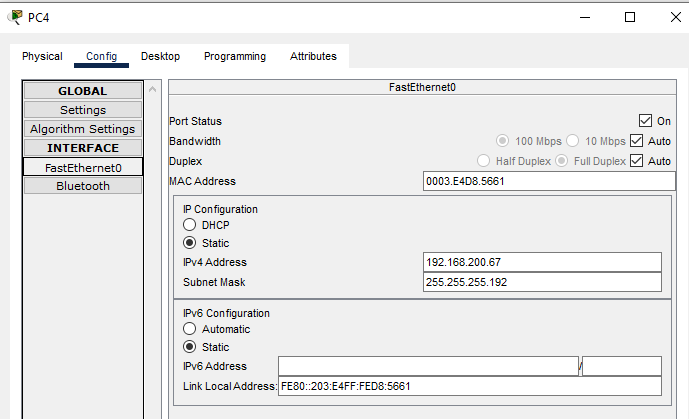 PC4
Physical Config Desktop Programming Attributes
GLOBAL
Settings
Algorithm Settings
INTERFACE
FastEthernet0
Bluetooth
FastEthernet0
Port Status On
Bandwidth 100 Mbps 10 Mbps Auto
Duplex Half Duplex Full Duplex Auto
MAC Address 0003.E4D8.5661
IP Configuration
DHCP
Static
IPv4 Address 192.168.200.67
Subnet Mask 255.255.255.192
IPv6 Configuration
Automatic
Static
IPv6 Address /
Link Local Address: FE80::203:E4FF:FED8:5661